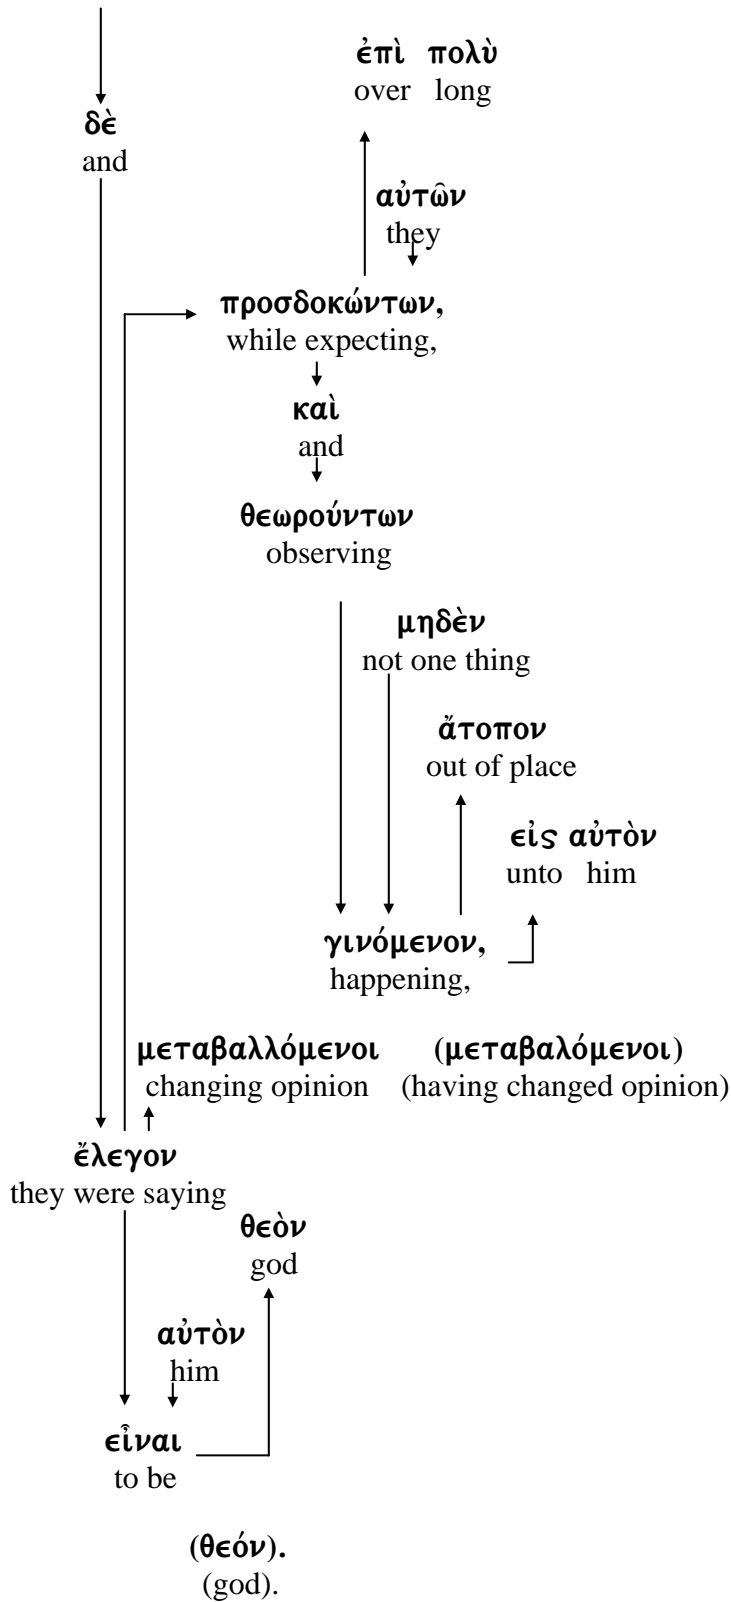 ἐπὶ πολὺ
over long
δὲ
and
αὐτῶν
they
προσδοκώντων,
while expecting,
καὶ
and
θεωρούντων
observing
μηδὲν
not one thing
ἄτοπον
out of place
εἰς αὐτὸν
unto him
γινόμενον,
happening,
μεταβαλλόμενοι (μεταβαλόμενοι)
changing opinion (having changed opinion)
ἔλεγον
they were saying
θεὸν
god
αὐτὸν
him
εἶναι
to be
(θεόν).
(god).